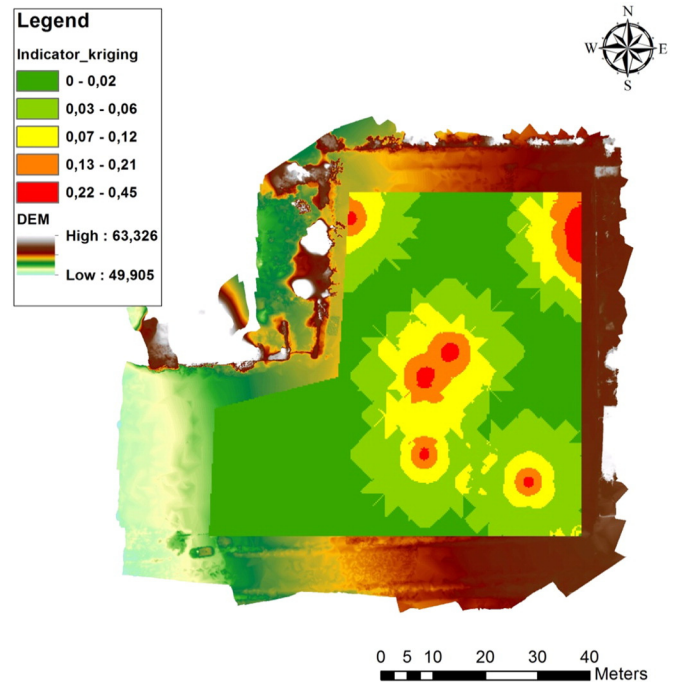 Legend
Indicator_kriging
0 - 0,02
0,03 - 0,06
0,07 - 0,12
0,13 - 0,21
0,22 - 0,45
DEM
High : 63,326
Low : 49,905
N
W E
S
0 5 10 20 30 40
Meters